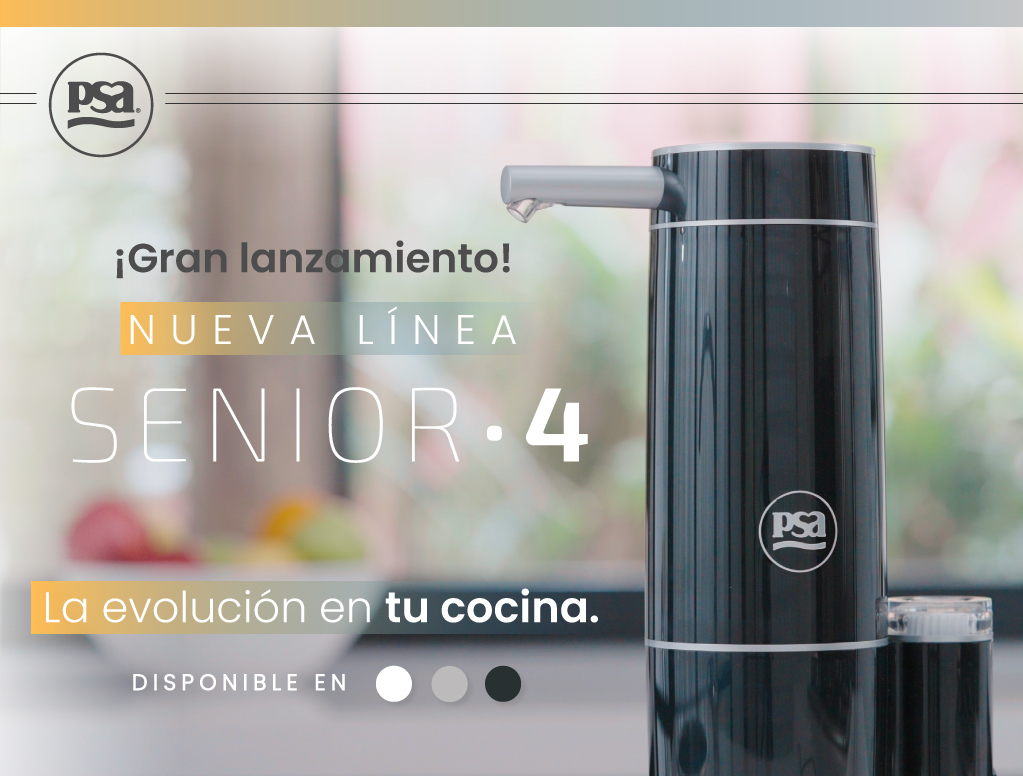 psa®
¡Gran lanzamiento!
NUEVA LÍNEA
SENIOR·4
psa
La evolución en tu cocina.
DISPONIBLE EN